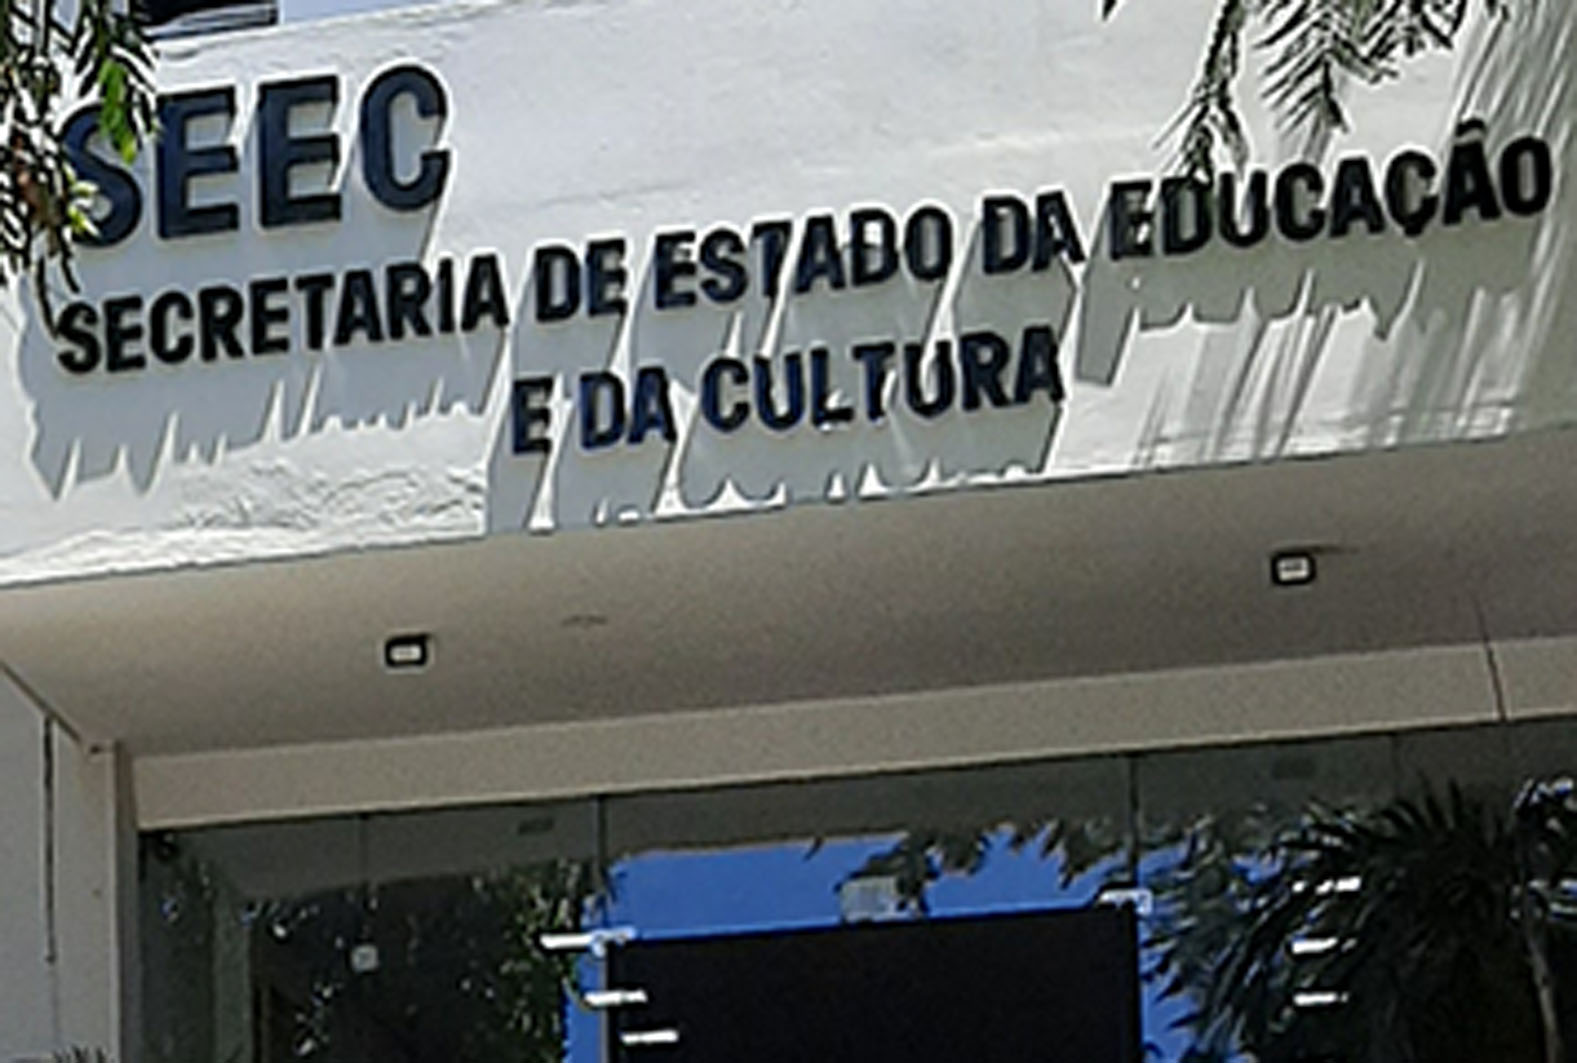 SEEC
SECRETARIA DE ESTADO DA EDUCAÇÃO
E DA CULTURA